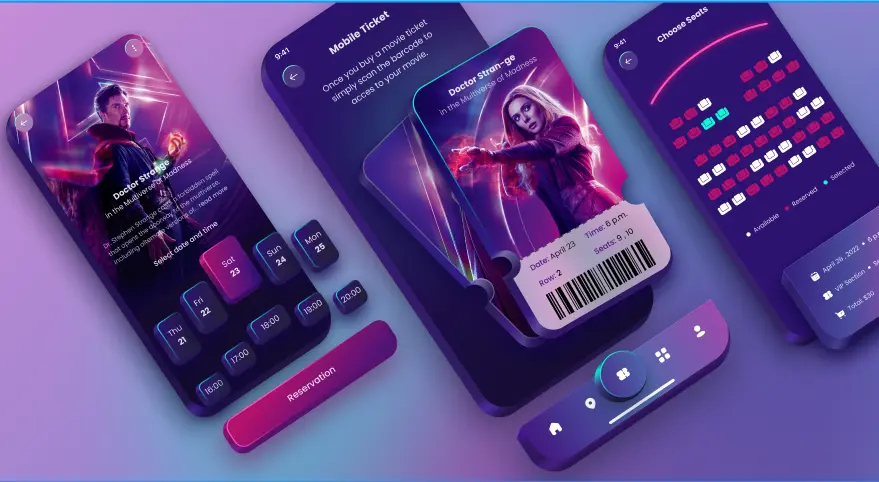 Doctor Strange
in the Multiverse of Madness
Dr. Stephen Strange casts a forbidden spell
that opens the doorway to the multiverse,
including alternate versions of... read more
Select date and time
Thu
21
Fri
22
Sat
23
Sun
24
Mon
25
16:00
17:00
18:00
19:00
20:00
Reservation
9:41
Mobile Ticket
Once you buy a movie ticket
simply scan the barcode to
acces to your movie.
Doctor Stran-ge
in the Multiverse of Madness
Date: April 23
Time: 6 p.m.
Row: 2
Seats: 9 , 10
9:41
Choose Seats
Available
Reserved
Selected
April 28 , 2022 • 6 p
VIP Section • Se
Total: $30